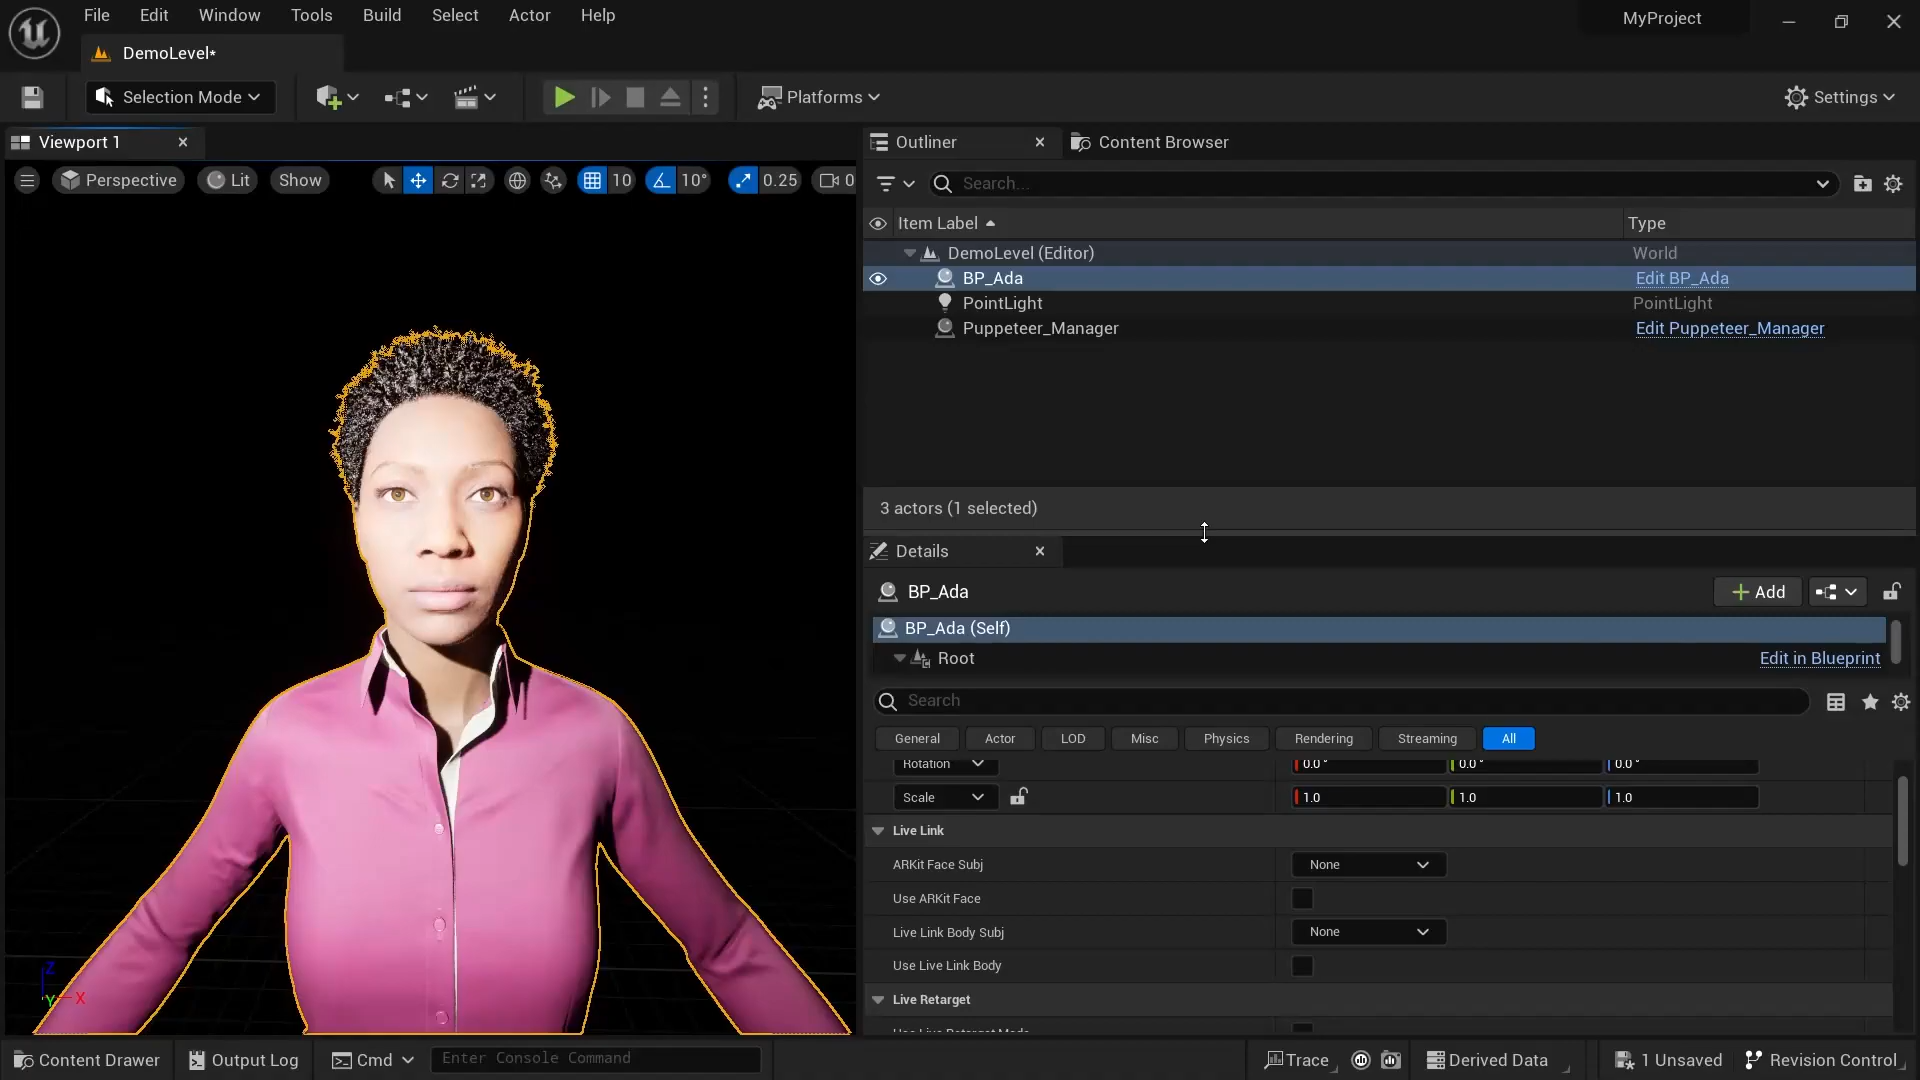 File Edit Window Tools Build Select Actor Help MyProject
DemoLevel*
Selection Mode Platforms Settings
Viewport 1 Outliner Content Browser
Perspective Lit Show 10 10° 0.25 0 Search...
Item Label Type
DemoLevel (Editor) World
BP_Ada Edit BP_Ada
PointLight PointLight
Puppeteer_Manager Edit Puppeteer_Manager
3 actors (1 selected)
Details
BP_Ada Add
BP_Ada (Self)
Root Edit in Blueprint
Search
General Actor LOD Misc Physics Rendering Streaming All
Rotation 0.0° 0.0° 0.0°
Scale 1.0 1.0 1.0
Live Link
ARKit Face Subj None
Use ARKit Face
Live Link Body Subj None
Use Live Link Body
Z
Y X
Live Retarget
Use Live Retarget Mode
Content Drawer Output Log Cmd Enter Console Command Trace Derived Data 1 Unsaved Revision Control